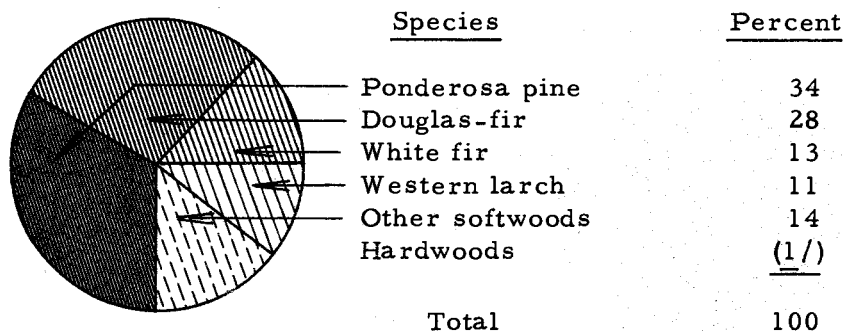 Species Percent
Ponderosa pine 34
Douglas-fir 28
White fir 13
Western larch 11
Other softwoods 14
Hardwoods (1/)
Total 100